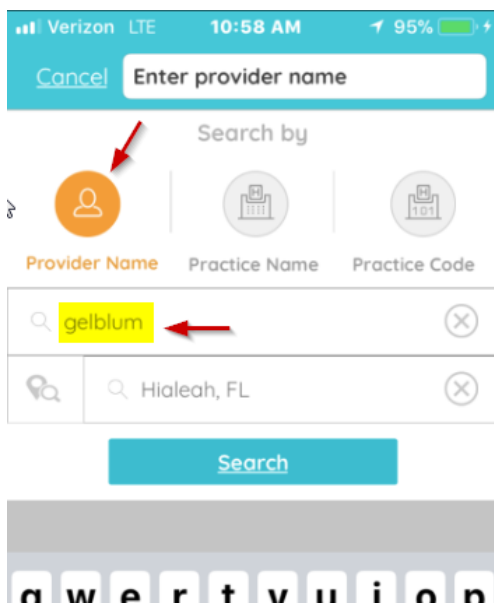 Verizon LTE 10:58 AM 95%
Cancel Enter provider name
Search by
H H
101
Provider Name Practice Name Practice Code
gelblum
Hialeah, FL
Search
q w e r t y u i o p